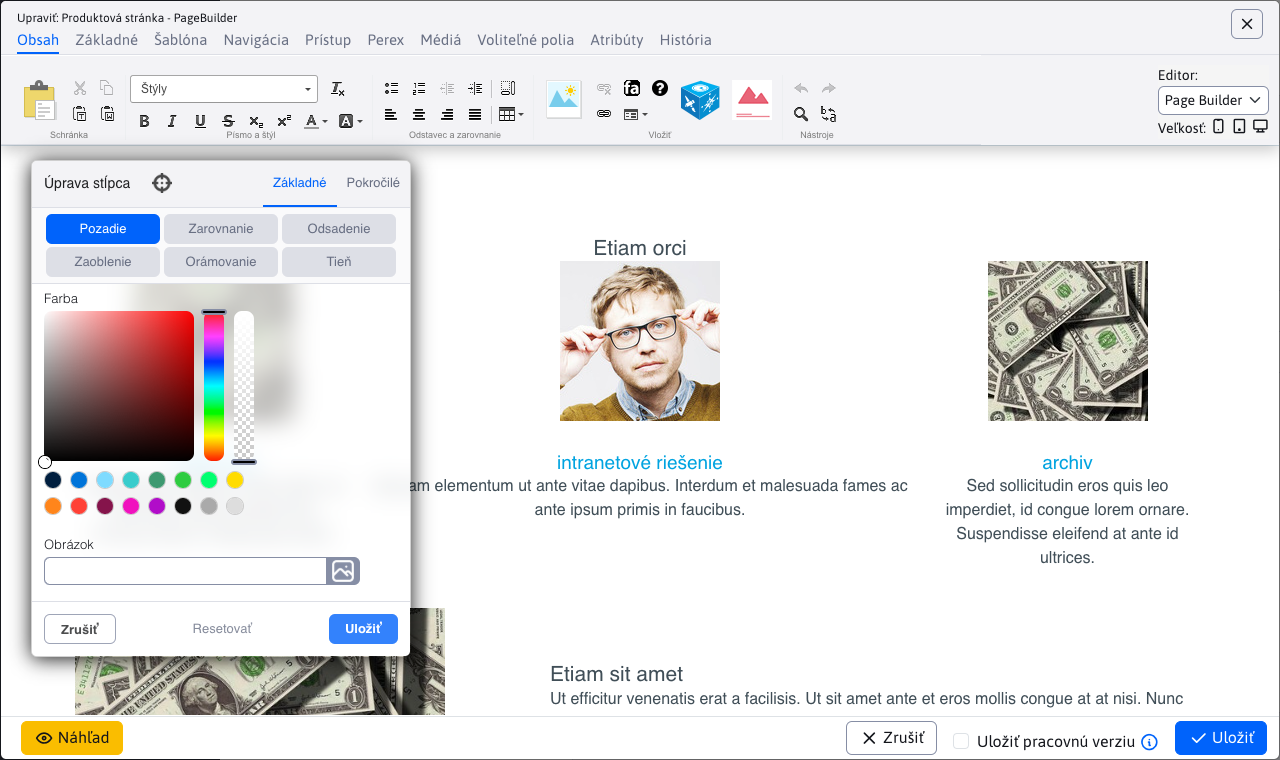 Upraviť: Produktová stránka - PageBuilder
Obsah Základné Šablóna Navigácia Prístup Perex Médiá Voliteľné polia Atribúty História
Štýly
Schránka
Písmo a štýl
Odstavec a zarovnanie
Vložiť
Nástroje
Editor:
Page Builder
Veľkosť:
Úprava stĺpca
Základné Pokročilé
Pozadie Zarovnanie Odsadenie
Zaoblenie Orámovanie Tieň
Farba
Obrázok
Zrušiť Resetovať Uložiť
Etiam orci
intranetové riešenie
elementum ut ante vitae dapibus. Interdum et malesuada fames ac
ante ipsum primis in faucibus.
archiv
Sed sollicitudin eros quis leo
imperdiet, id congue lorem ornare.
Suspendisse eleifend at ante id
ultrices.
Etiam sit amet
Ut efficitur venenatis erat a facilisis. Ut sit amet ante et eros mollis congue at at nisi. Nunc
Náhľad
Zrušiť
Uložiť pracovnú verziu
Uložiť